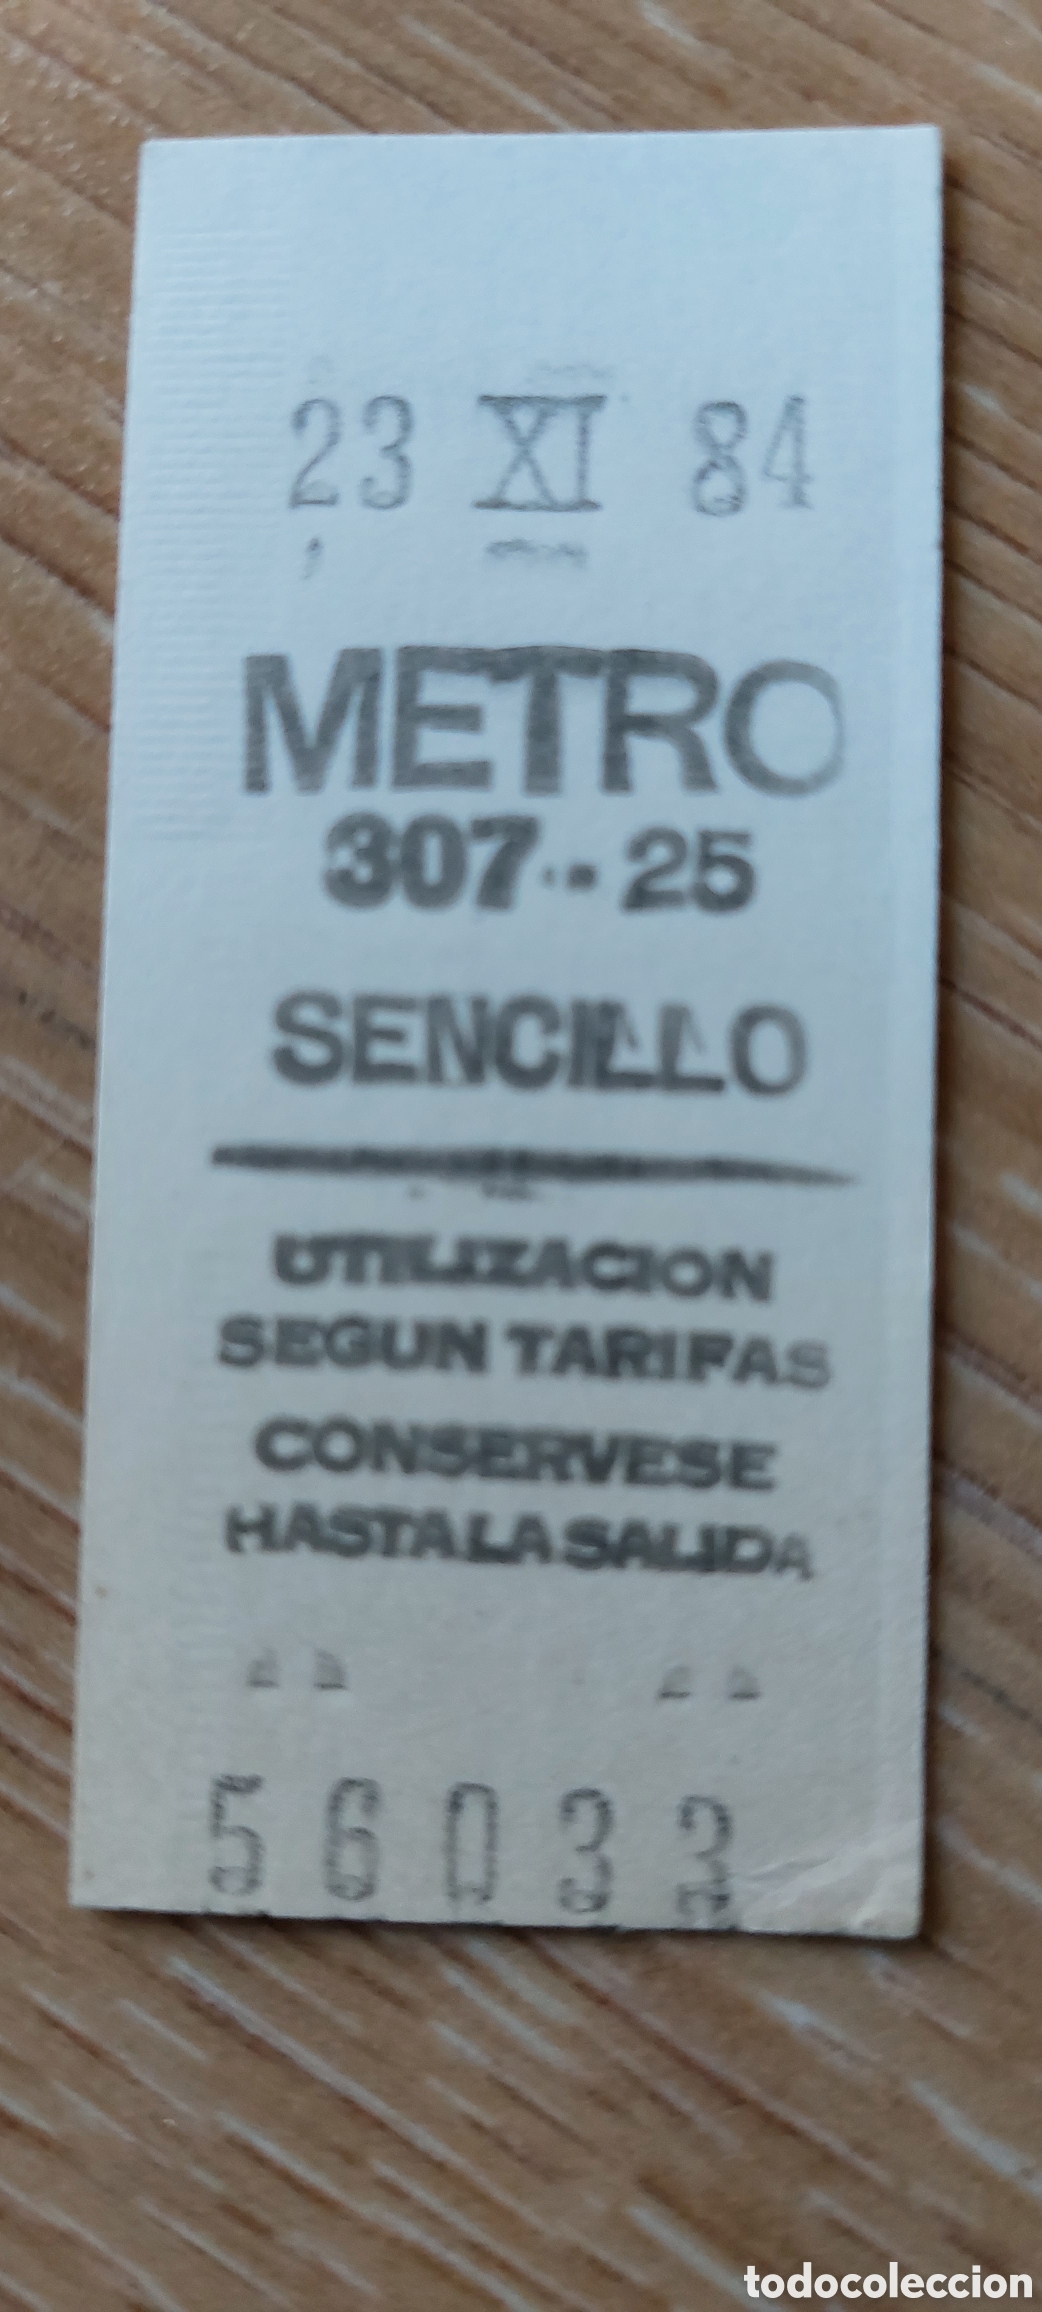 23 XI 84
METRO
307--25
SENCILLO
UTILIZACION
SEGUN TARIFAS
CONSERVESE
HASTA LA SALIDA
56033
todocoleccion